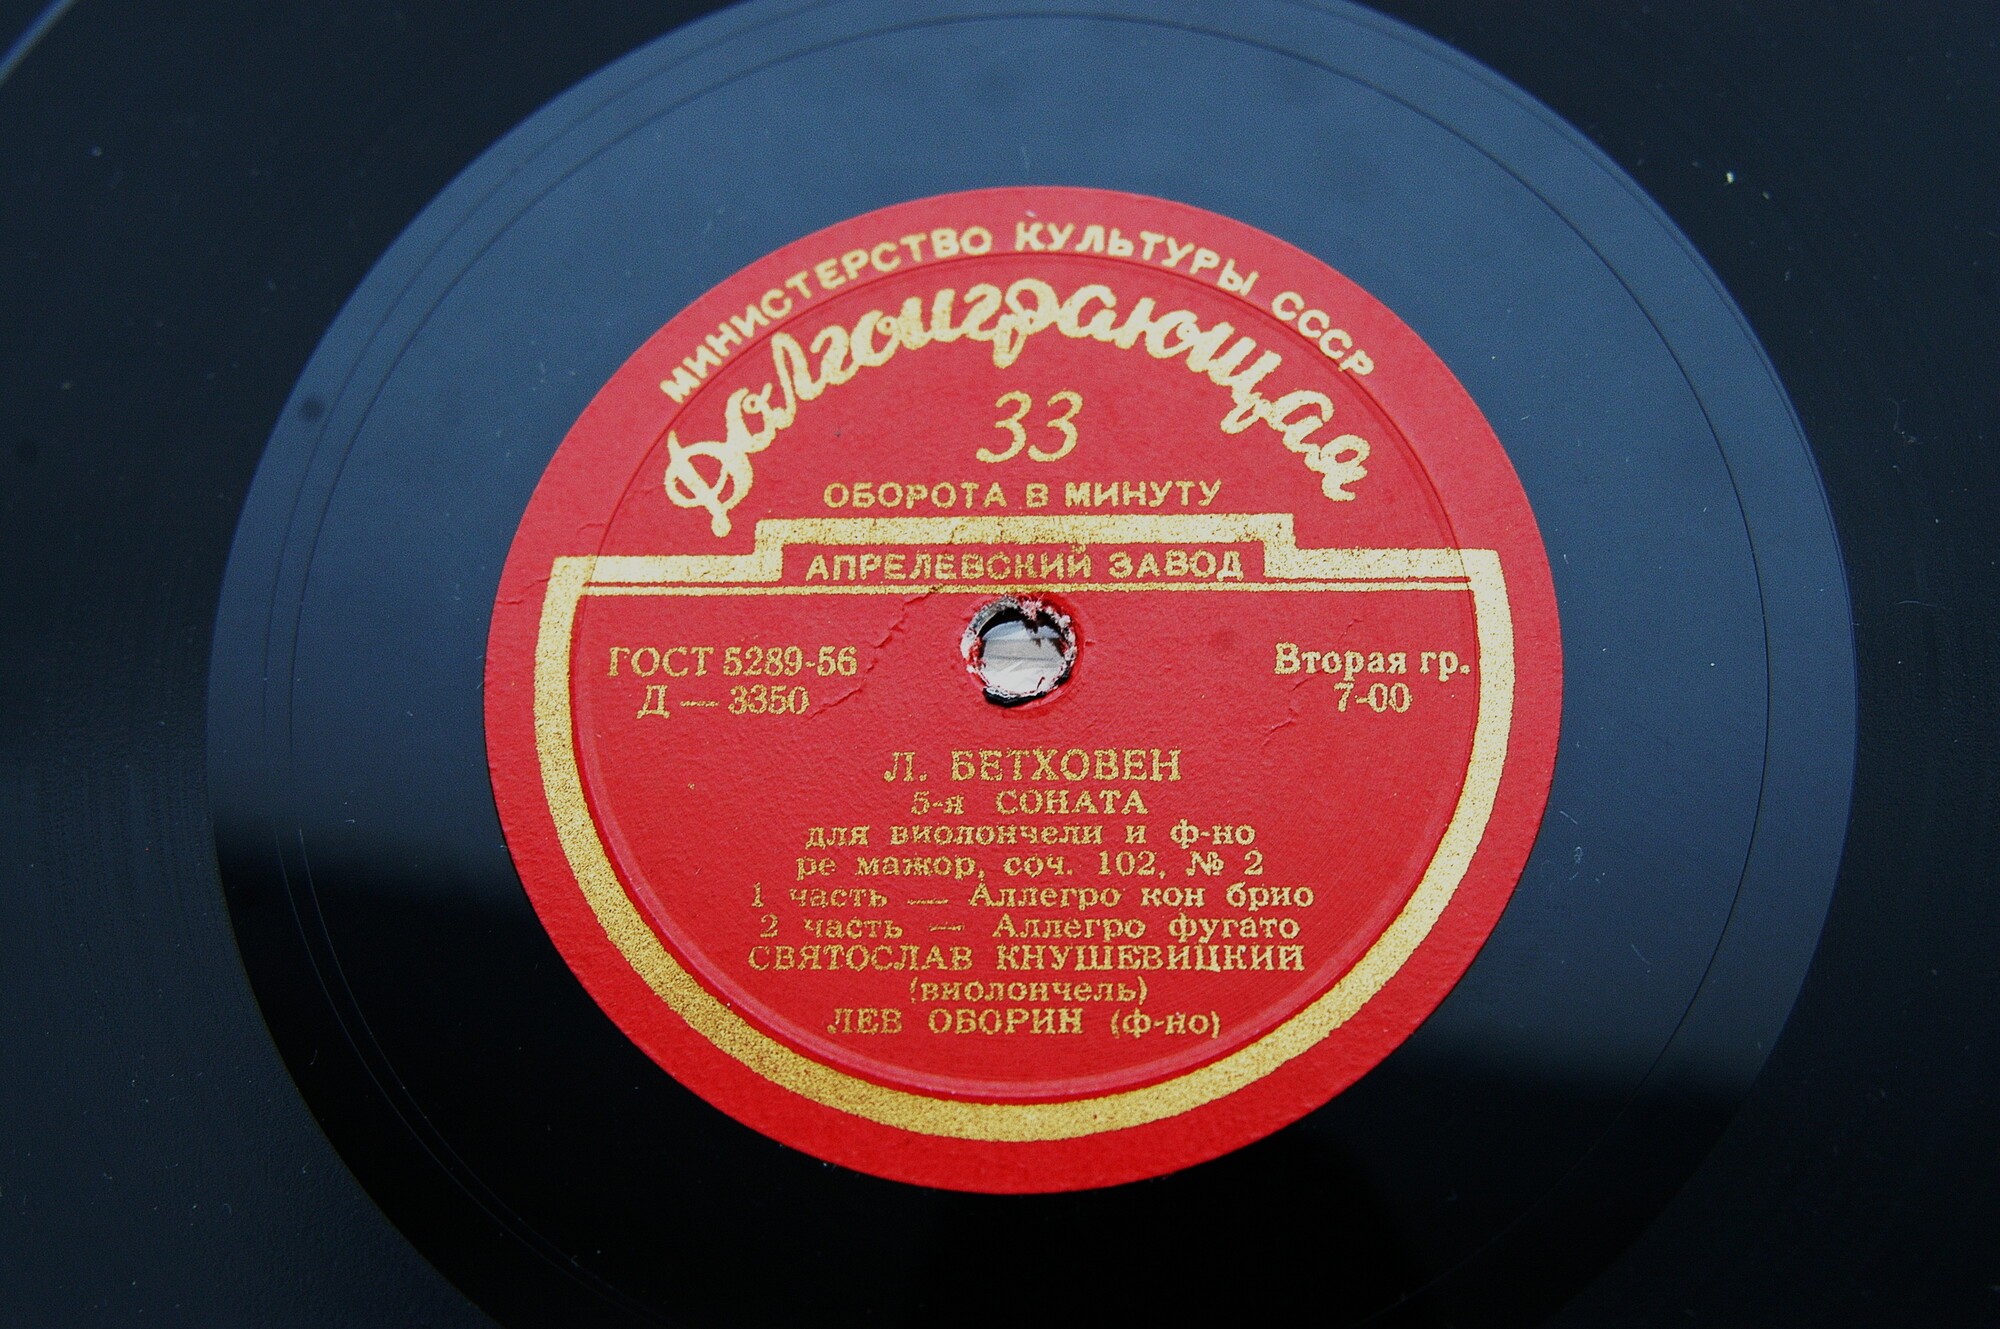 МИНИСТЕРСТВО КУЛЬТУРЫ СССР
Долгоиграющая
33
ОБОРОТА В МИНУТУ
АПРЕЛЕВСКИЙ ЗАВОД
ГОСТ 5289-56
Д — 3350
Вторая гр.
7-00
Л. БЕТХОВЕН
5-я СОНАТА
для виолончели и ф-но
ре мажор, соч. 102, № 2
1 часть — Аллегро кон брио
2 часть — Аллегро фугато
СВЯТОСЛАВ КНУШЕВИЦКИЙ
(виолончель)
ЛЕВ ОБОРИН (ф-но)